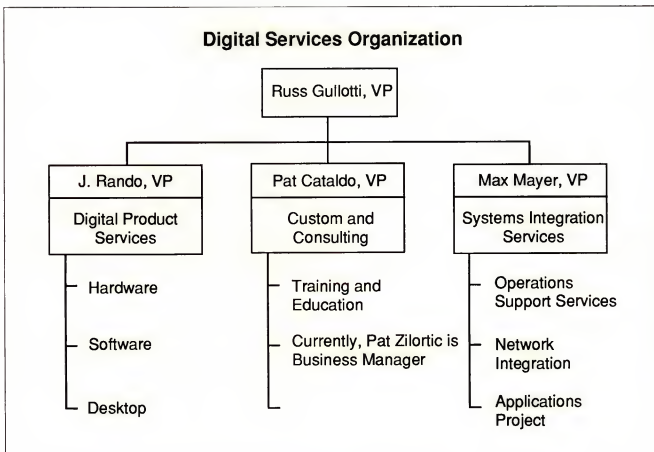 Digital Services Organization
Russ Gullotti, VP
J. Rando, VP
Digital Product
Services
Hardware
Software
Desktop
Pat Cataldo, VP
Custom and
Consulting
Training and
Education
Currently, Pat Zilortic is
Business Manager
Max Mayer, VP
Systems Integration
Services
Operations
Support Services
Network
Integration
Applications
Project